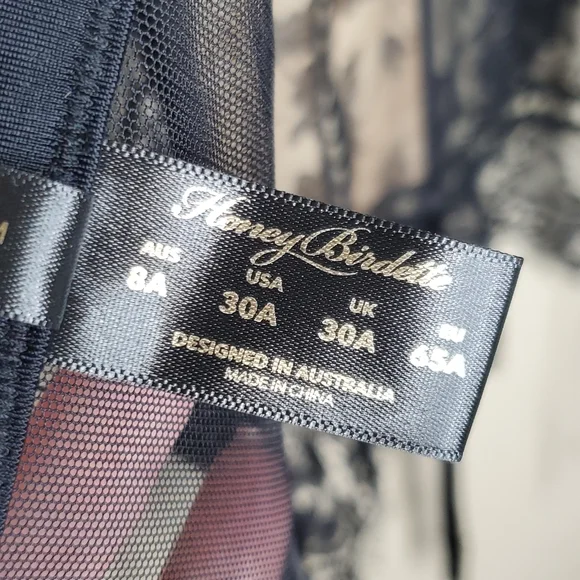 Honey Birdette
AUS USA UK EU
8A 30A 30A 65A
DESIGNED IN AUSTRALIA
MADE IN CHINA